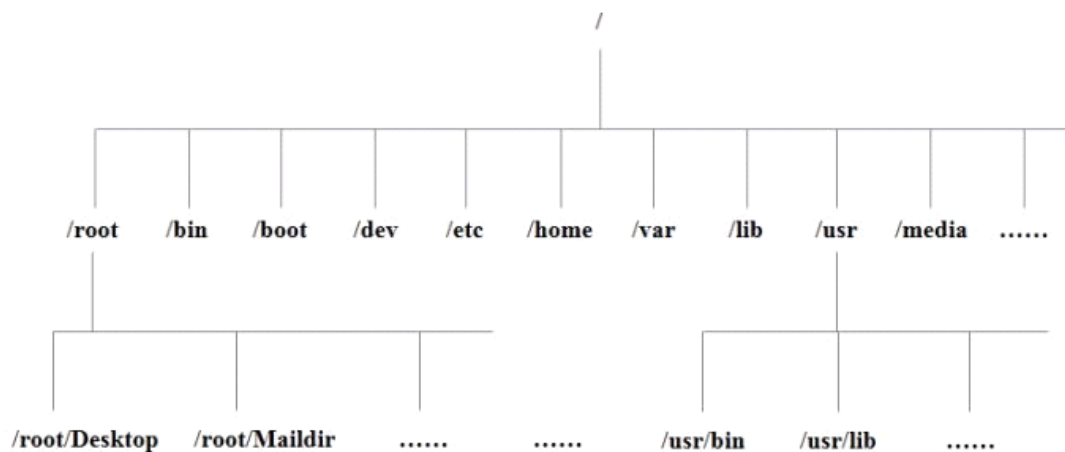 /
/root /bin /boot /dev /etc /home /var /lib /usr /media ......
/root/Desktop /root/Maildir ...... ...... /usr/bin /usr/lib ......